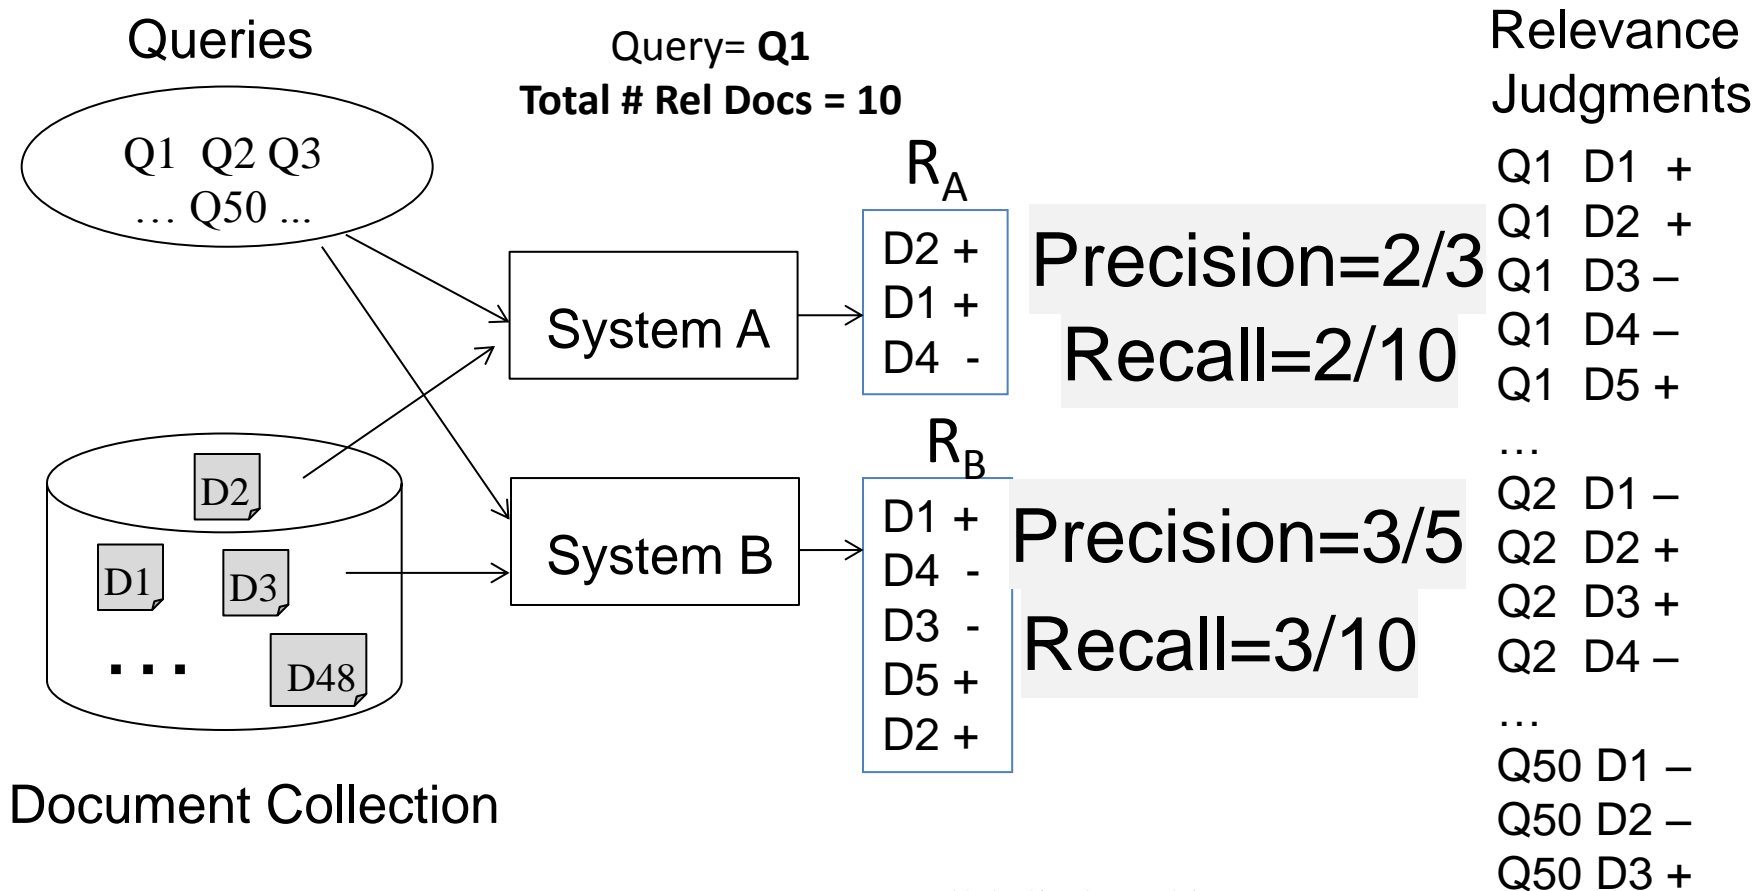 Queries
Q1 Q2 Q3
… Q50 ...
Query= Q1
Total # Rel Docs = 10
System A
System B
D2
D1
D3
...
D48
Document Collection
RA
D2 +
D1 +
D4 -
Precision=2/3
Recall=2/10
RB
D1 +
D4 -
D3 -
D5 +
D2 +
Precision=3/5
Recall=3/10
Relevance
Judgments
Q1 D1 +
Q1 D2 +
Q1 D3 –
Q1 D4 –
Q1 D5 +
…
Q2 D1 –
Q2 D2 +
Q2 D3 +
Q2 D4 –
…
Q50 D1 –
Q50 D2 –
Q50 D3 +